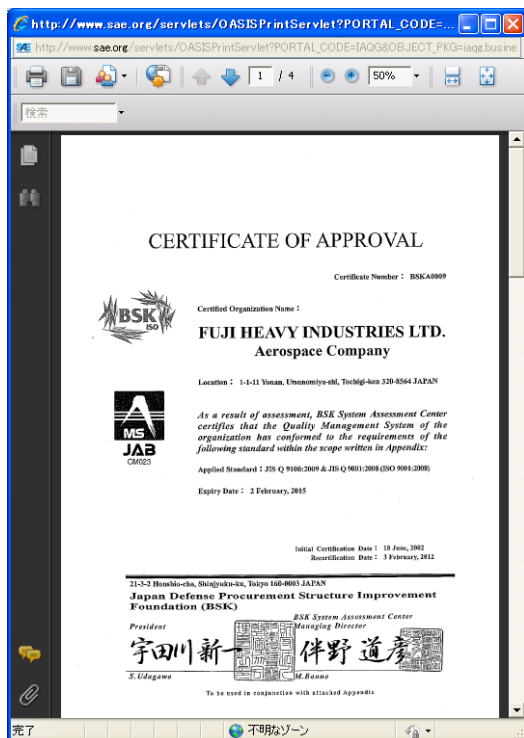 http://www.sae.org/servlets/OASISPrintServlet?PORTAL_CODE=...
http://www.sae.org/servlets/OASISPrintServlet?PORTAL_CODE=IAQG&OBJECT_PKG=iaqg.busine
1 / 4 50%
検索
CERTIFICATE OF APPROVAL
Certificate Number : BSKA0009
BSK
ISO
Certified Organization Name :
FUJI HEAVY INDUSTRIES LTD.
Aerospace Company
Location : 1-1-11 Yonan, Utsunomiya-shi, Tochigi-ken 320-8564 JAPAN
MS
JAB
CM023
As a result of assessment, BSK System Assessment Center
certifies that the Quality Management System of the
organization has conformed to the requirements of the
following standard within the scope written in Appendix:
Applied Standard : JIS Q 9100:2009 & JIS Q 9001:2008 (ISO 9001:2008)
Expiry Date : 2 February, 2015
Initial Certification Date : 18 June, 2002
Recertification Date : 3 February, 2012
21-3-2 Honshio-cho, Shinjyuku-ku, Tokyo 160-0003 JAPAN
Japan Defense Procurement Structure Improvement
Foundation (BSK)
BSK System Assessment Center
President
Managing Director
宇田川新一
伴野道彦
S.Udagawa
M.Banno
To be used in conjunction with attached Appendix
完了
不明なゾーン